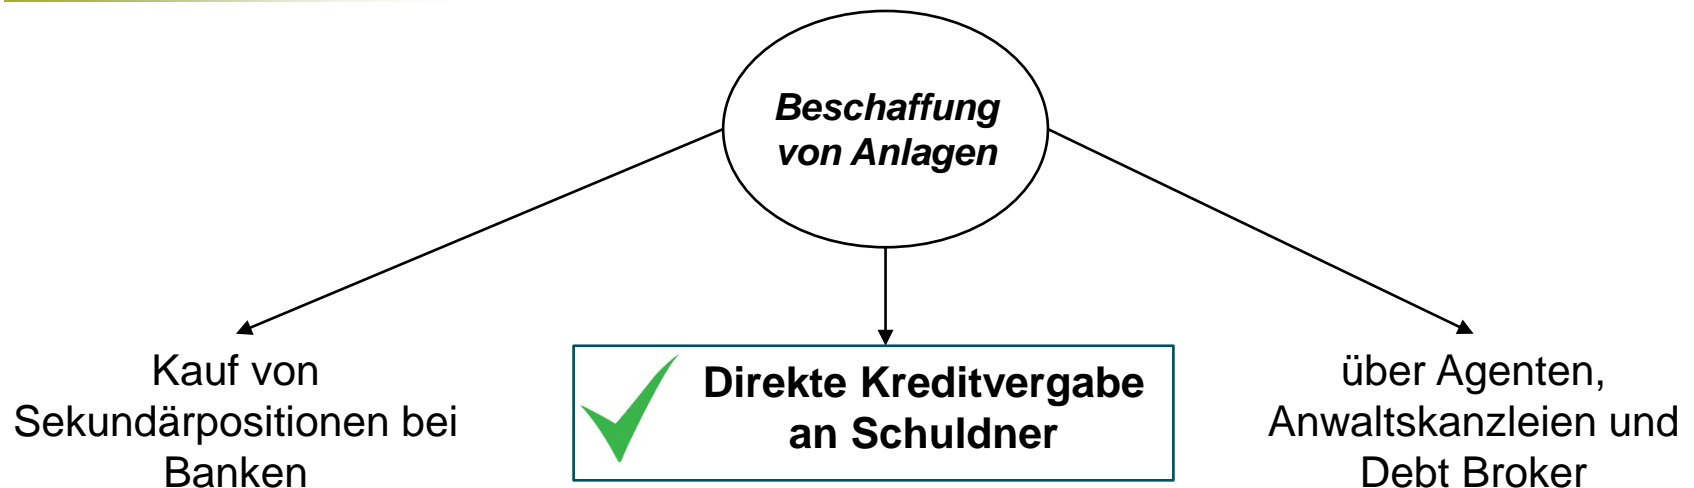 Beschaffung
von Anlagen
Kauf von
Sekundärpositionen bei
Banken
Direkte Kreditvergabe
an Schuldner
über Agenten,
Anwaltskanzleien und
Debt Broker